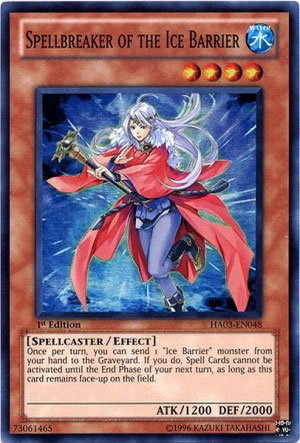 SPELLBREAKER OF THE ICE BARRIER
WATER
水
1st Edition
HA03-EN048
[SPELLCASTER / EFFECT]
Once per turn, you can send 1 "Ice Barrier" monster
from your hand to the Graveyard. If you do, Spell Cards cannot be
activated until the End Phase of your next turn, as long as this
card remains face-up on the field.
ATK/1200 DEF/2000
73061465
©1996 KAZUKI TAKAHASHI